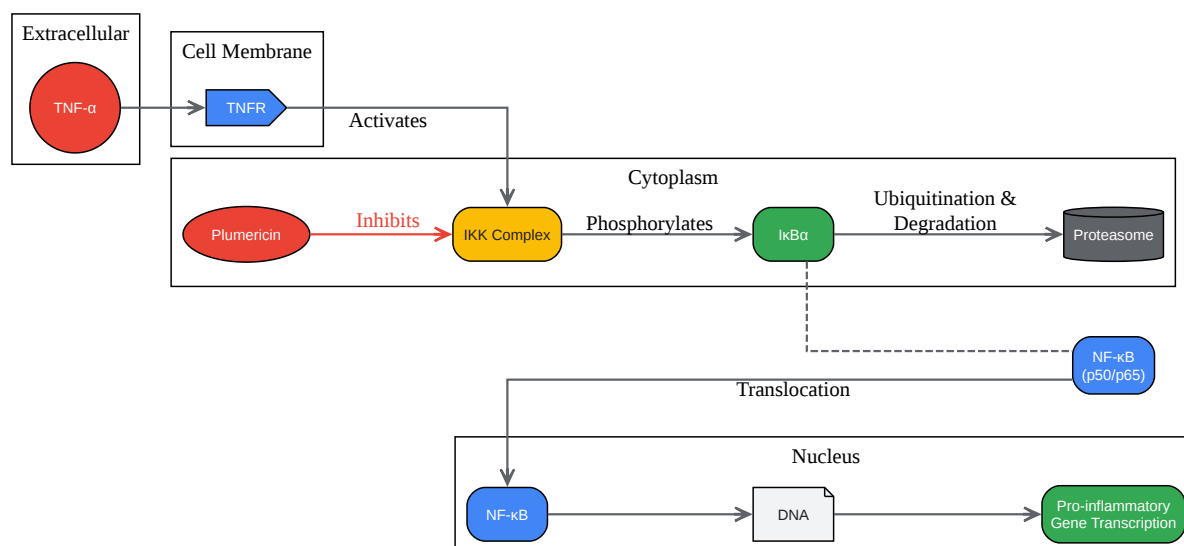 Extracellular
TNF-α
Cell Membrane
TNFR
Activates
Cytoplasm
Plumericin
Inhibits
IKK Complex
Phosphorylates
IκBα
Ubiquitination &
Degradation
Proteasome
NF-κB
(p50/p65)
Translocation
Nucleus
NF-κB
DNA
Pro-inflammatory
Gene Transcription